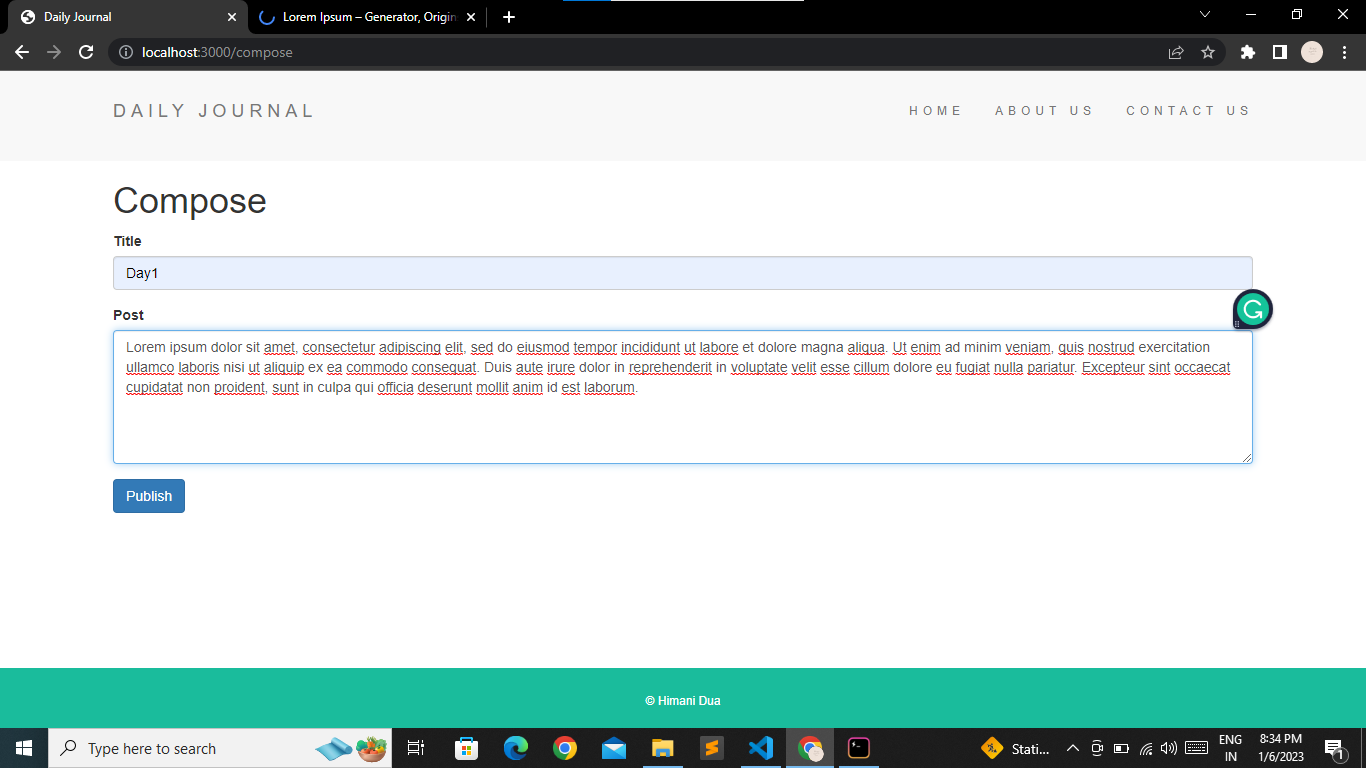 Daily Journal
Lorem Ipsum – Generator, Origin
localhost:3000/compose
DAILY JOURNAL
HOME
ABOUT US
CONTACT US
Compose
Title
Day1
Post
Lorem ipsum dolor sit amet, consectetur adipiscing elit, sed do eiusmod tempor incididunt ut labore et dolore magna aliqua. Ut enim ad minim veniam, quis nostrud exercitation
ullamco laboris nisi ut aliquip ex ea commodo consequat. Duis aute irure dolor in reprehenderit in voluptate velit esse cillum dolore eu fugiat nulla pariatur. Excepteur sint occaecat
cupidatat non proident, sunt in culpa qui officia deserunt mollit anim id est laborum.
Publish
© Himani Dua
Type here to search
Stati...
ENG
IN
8:34 PM
1/6/2023
1